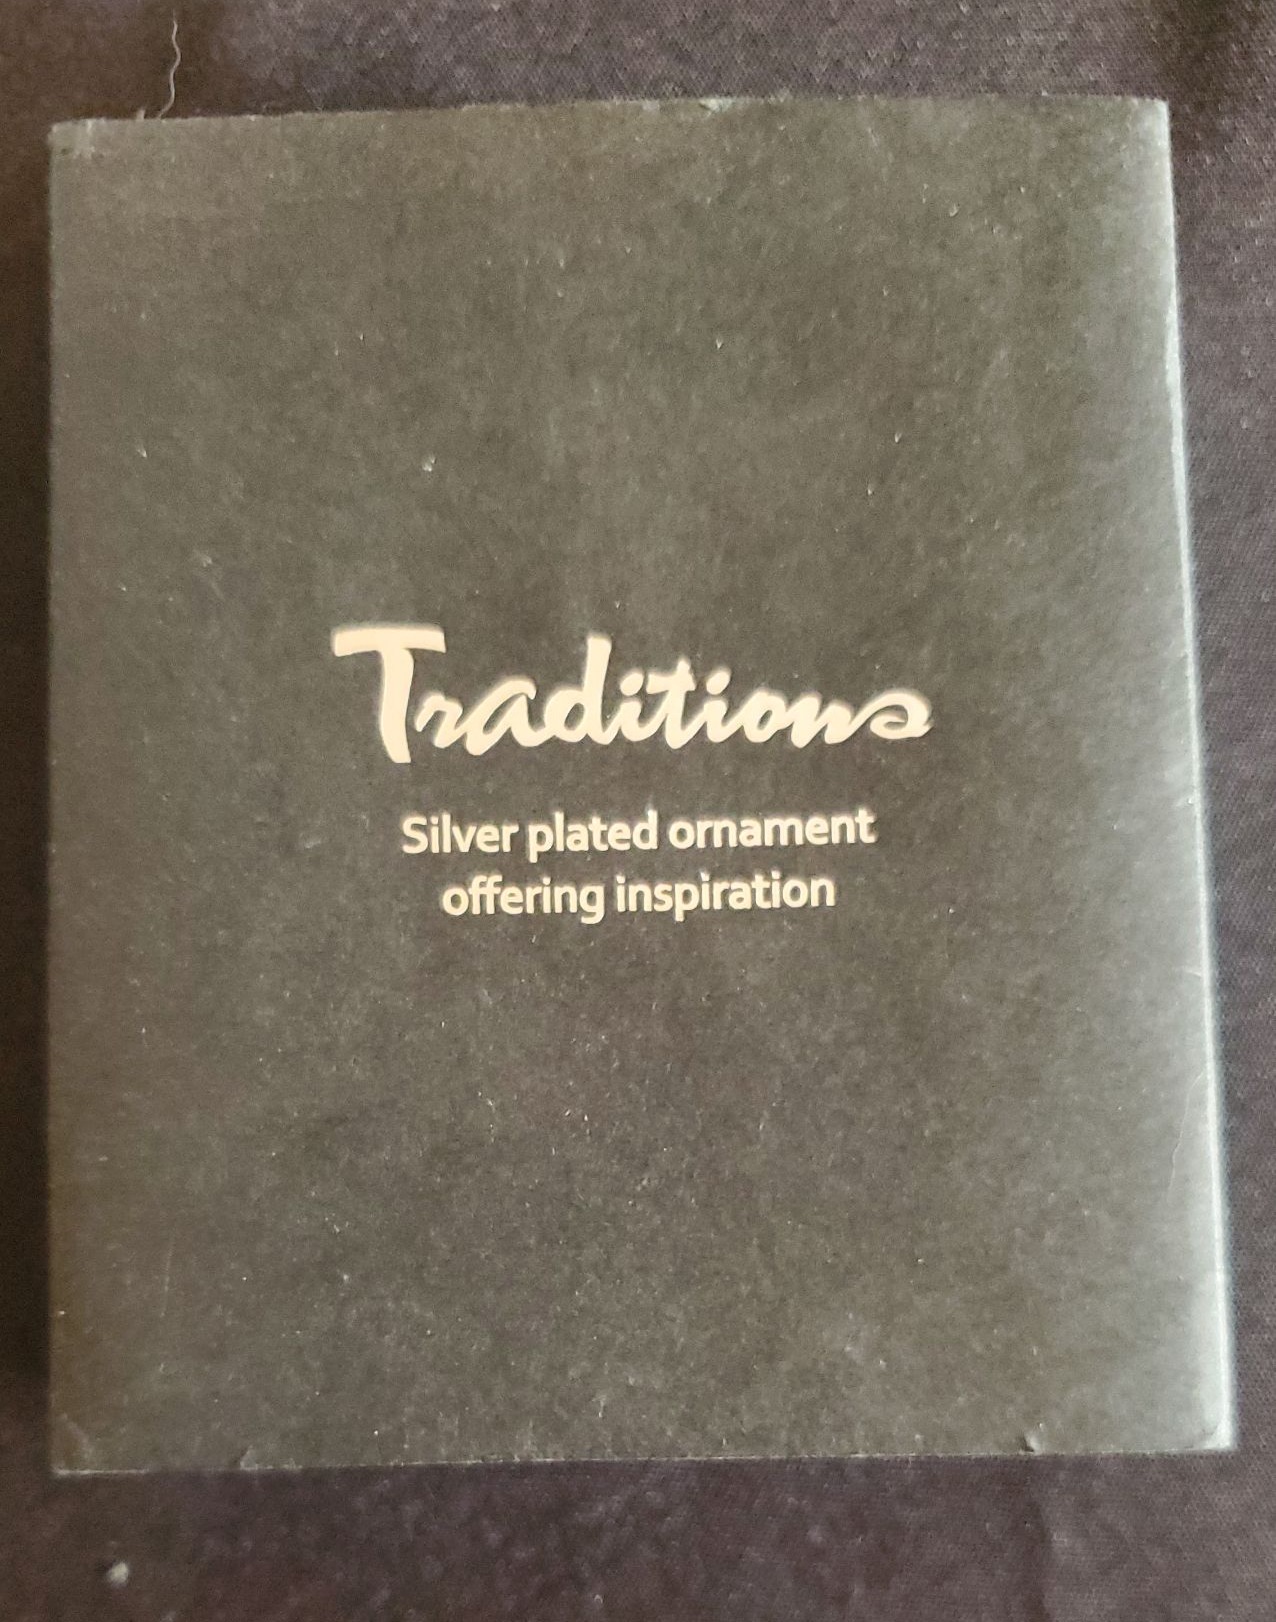 Traditions
Silver plated ornament
offering inspiration